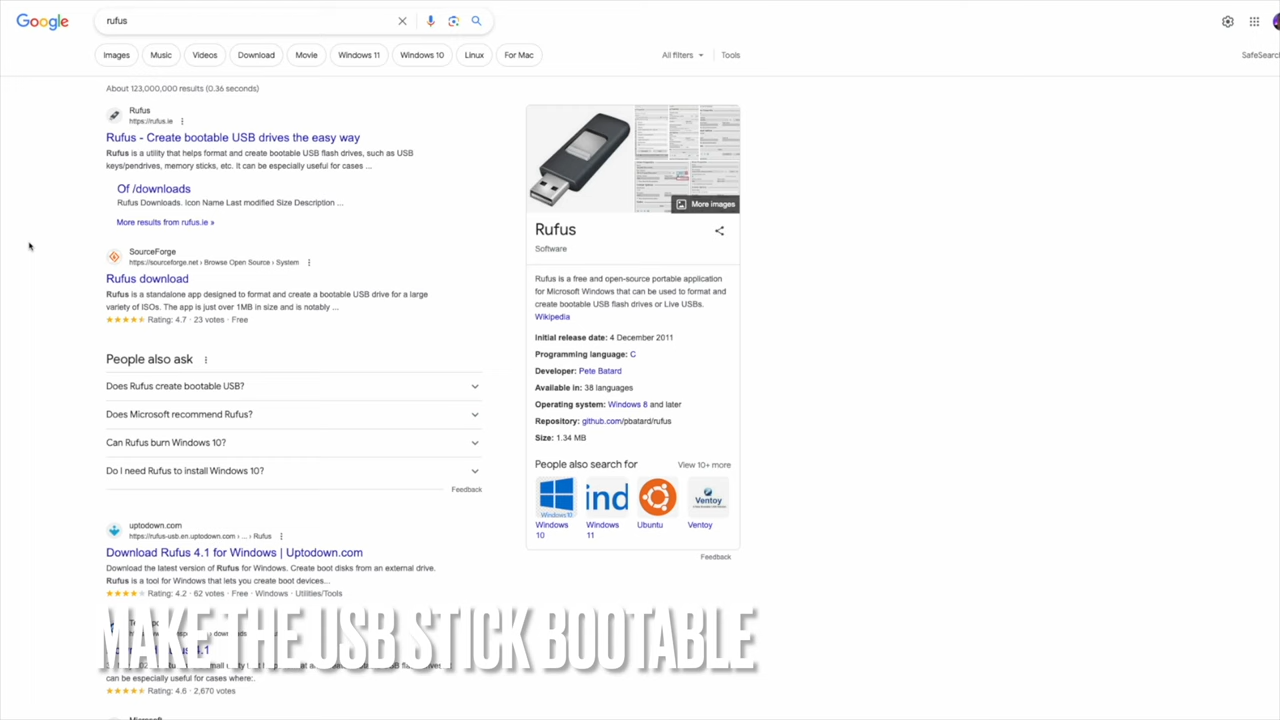 Google
rufus
Images
Music
Videos
Download
Movie
Windows 11
Windows 10
Linux
For Mac
All filters
Tools
SafeSearc
About 123,000,000 results (0.36 seconds)
Rufus
https://rufus.ie
Rufus - Create bootable USB drives the easy way
Rufus is a utility that helps format and create bootable USB flash drives, such as USB
keys/pendrives, memory sticks, etc. It can be especially useful for cases ...
Of /downloads
Rufus Downloads. Icon Name Last modified Size Description ...
More results from rufus.ie »
SourceForge
https://sourceforge.net › Browse Open Source › System
Rufus download
Rufus is a standalone app designed to format and create a bootable USB drive for a large
variety of ISOs. The app is just over 1MB in size and is notably ...
Rating: 4.7 · 23 votes · Free
People also ask
Does Rufus create bootable USB?
Does Microsoft recommend Rufus?
Can Rufus burn Windows 10?
Do I need Rufus to install Windows 10?
Feedback
uptodown.com
https://rufus-usb.en.uptodown.com › ... › Rufus
Download Rufus 4.1 for Windows | Uptodown.com
Download the latest version of Rufus for Windows. Create boot disks from an external drive.
Rufus is a tool for Windows that lets you create boot devices...
Rating: 4.2 · 62 votes · Free · Windows · Utilities/Tools
MAKE THE USB STICK BOOTABLE
can be especially useful for cases where:.
Rating: 4.6 · 2,670 votes
More images
Rufus
Software
Rufus is a free and open-source portable application
for Microsoft Windows that can be used to format and
create bootable USB flash drives or Live USBs.
Wikipedia
Initial release date: 4 December 2011
Programming language: C
Developer: Pete Batard
Available in: 38 languages
Operating system: Windows 8 and later
Repository: github.com/pbatard/rufus
Size: 1.34 MB
People also search for
View 10+ more
Windows10
ind
Ventoy
Windows
10
Windows
11
Ubuntu
Ventoy
Feedback